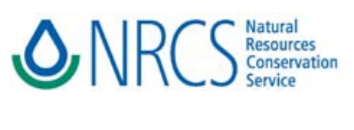 NRCS
Natural
Resources
Conservation
Service